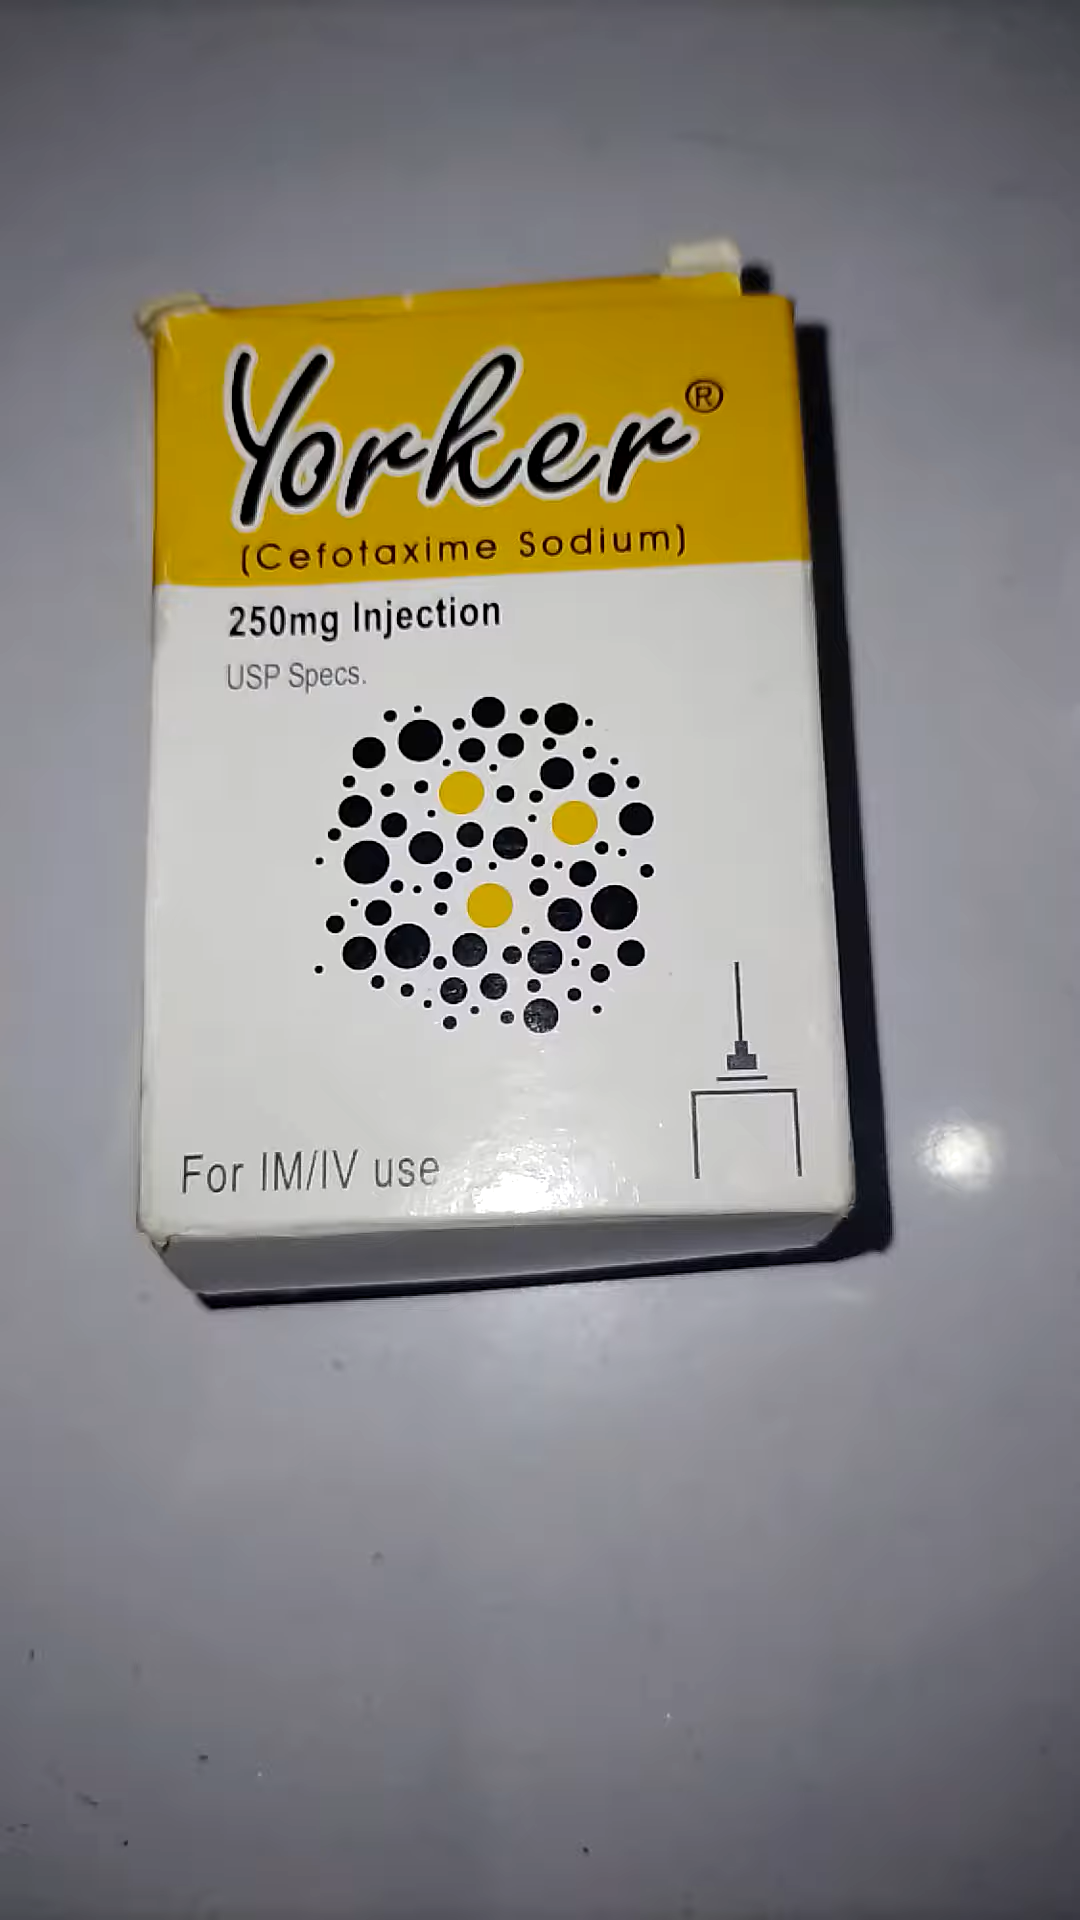 Yorker®
(Cefotaxime Sodium)
250mg Injection
USP Specs.
For IM/IV use